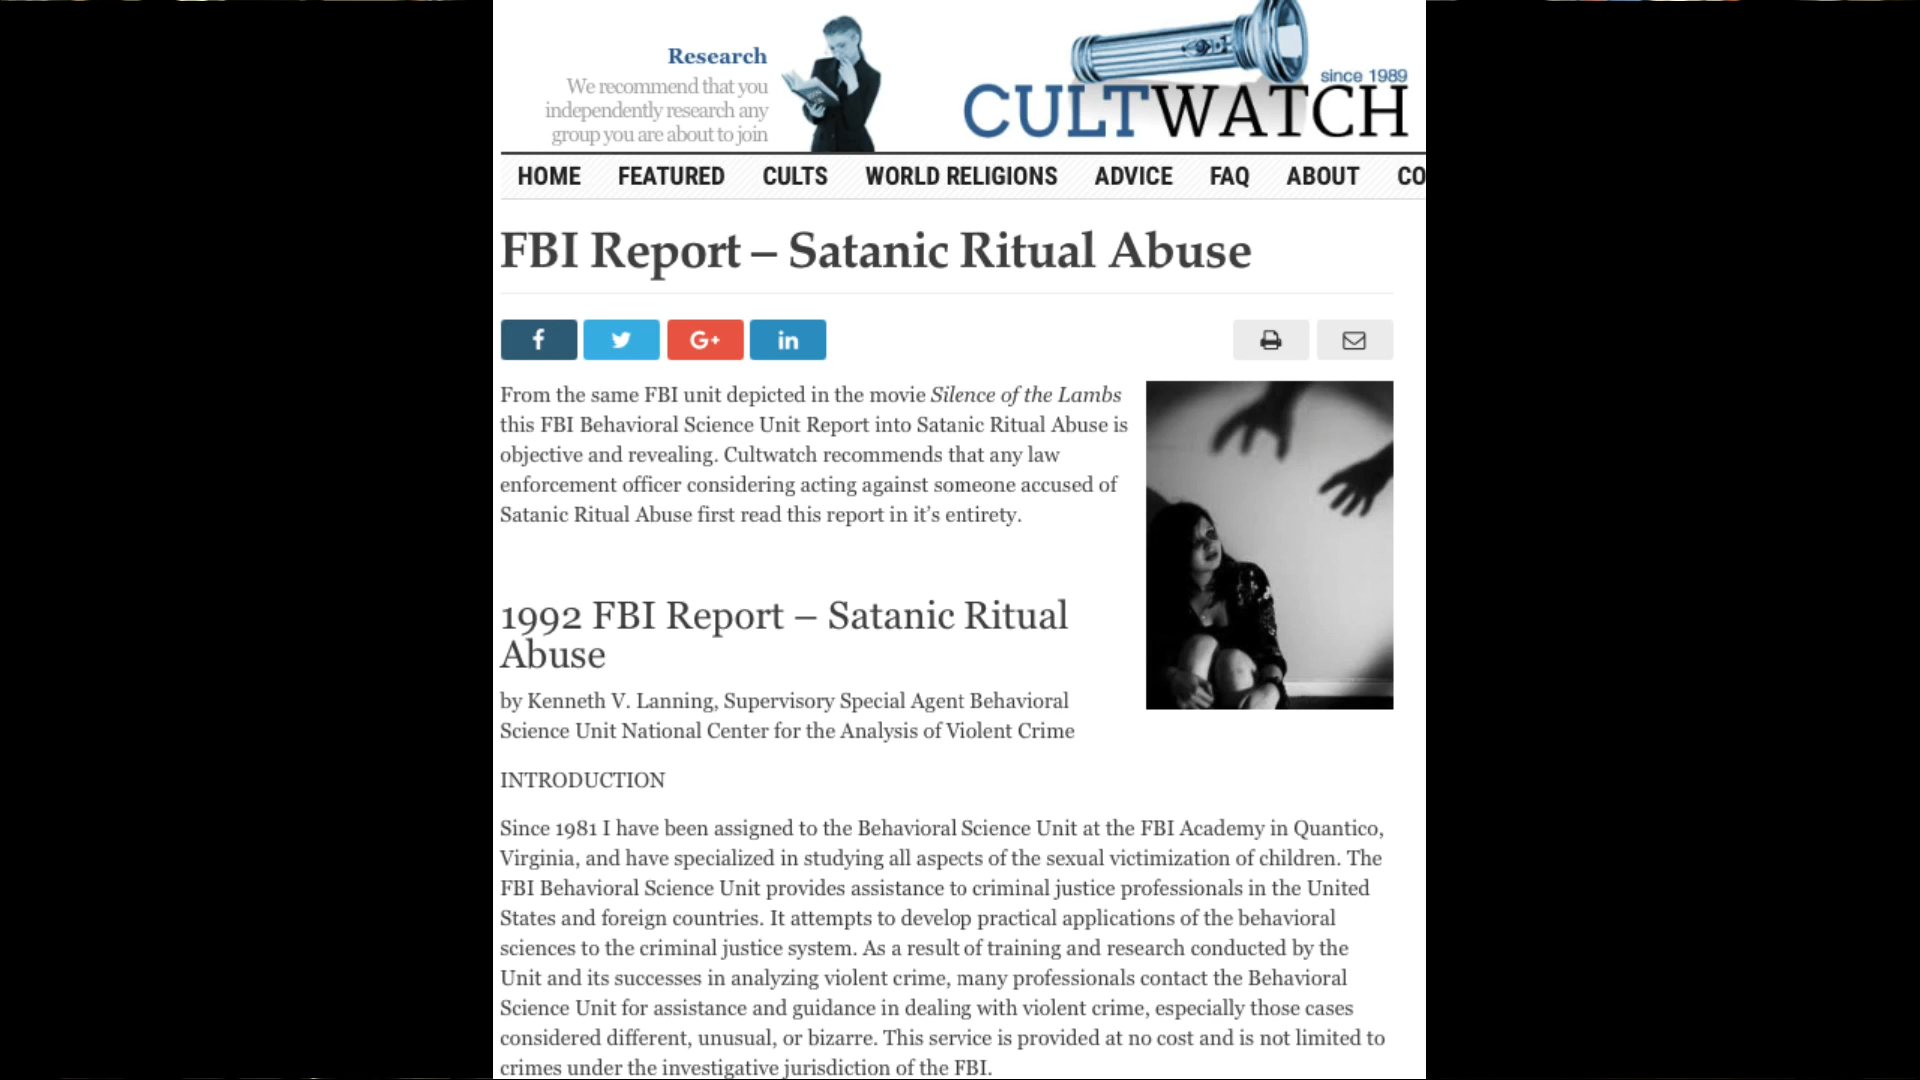 Research
We recommend that you
independently research any
group you are about to join
since 1989
CULTWATCH
HOME FEATURED CULTS WORLD RELIGIONS ADVICE FAQ ABOUT CO
FBI Report – Satanic Ritual Abuse
f G+ in
From the same FBI unit depicted in the movie Silence of the Lambs
this FBI Behavioral Science Unit Report into Satanic Ritual Abuse is
objective and revealing. Cultwatch recommends that any law
enforcement officer considering acting against someone accused of
Satanic Ritual Abuse first read this report in it's entirety.
1992 FBI Report – Satanic Ritual
Abuse
by Kenneth V. Lanning, Supervisory Special Agent Behavioral
Science Unit National Center for the Analysis of Violent Crime
INTRODUCTION
Since 1981 I have been assigned to the Behavioral Science Unit at the FBI Academy in Quantico,
Virginia, and have specialized in studying all aspects of the sexual victimization of children. The
FBI Behavioral Science Unit provides assistance to criminal justice professionals in the United
States and foreign countries. It attempts to develop practical applications of the behavioral
sciences to the criminal justice system. As a result of training and research conducted by the
Unit and its successes in analyzing violent crime, many professionals contact the Behavioral
Science Unit for assistance and guidance in dealing with violent crime, especially those cases
considered different, unusual, or bizarre. This service is provided at no cost and is not limited to
crimes under the investigative jurisdiction of the FBI.